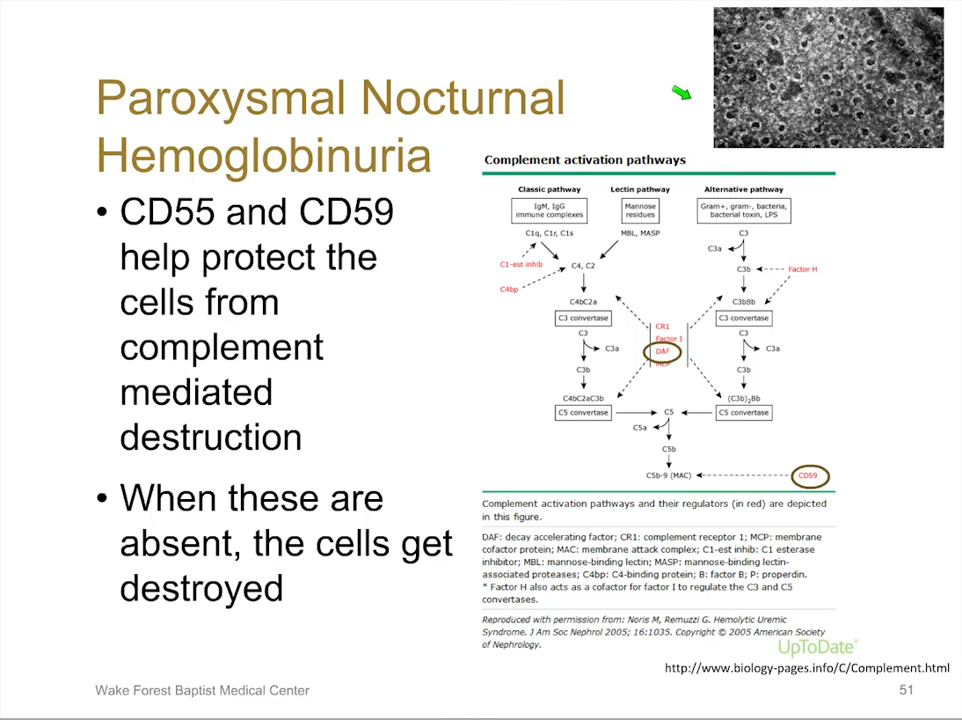 Paroxysmal Nocturnal
Hemoglobinuria
• CD55 and CD59
help protect the
cells from
complement
mediated
destruction
• When these are
absent, the cells get
destroyed
Complement activation pathways
Classic pathway
Lectin pathway
Alternative pathway
IgM, IgG
immune complexes
Mannose
residues
Gram+, gram-, bacteria,
bacterial toxin, LPS
C1q, C1r, C1s
MBL, MASP
C3
C3a
C1-est inhib
C4, C2
C3b
Factor H
C4bp
C4bC2a
C3bBb
C3 convertase
C3 convertase
CR1
Factor I
DAF
MCP
C3
C3a
C3
C3a
C3b
C3b
C4bC2aC3b
(C3b)2Bb
C5 convertase
C5
C5 convertase
C5a
C5b
C5b-9 (MAC)
CD59
Complement activation pathways and their regulators (in red) are depicted
in this figure.
DAF: decay accelerating factor; CR1: complement receptor 1; MCP: membrane
cofactor protein; MAC: membrane attack complex; C1-est inhib: C1 esterase
inhibitor; MBL: mannose-binding lectin; MASP: mannose-binding lectin-
associated proteases; C4bp: C4-binding protein; B: factor B; P: properdin.
* Factor H also acts as a cofactor for factor I to regulate the C3 and C5
convertases.
Reproduced with permission from: Noris M, Remuzzi G. Hemolytic Uremic
Syndrome. J Am Soc Nephrol 2005; 16:1035. Copyright © 2005 American Society
of Nephrology.
UpToDate®
http://www.biology-pages.info/C/Complement.html
Wake Forest Baptist Medical Center
51